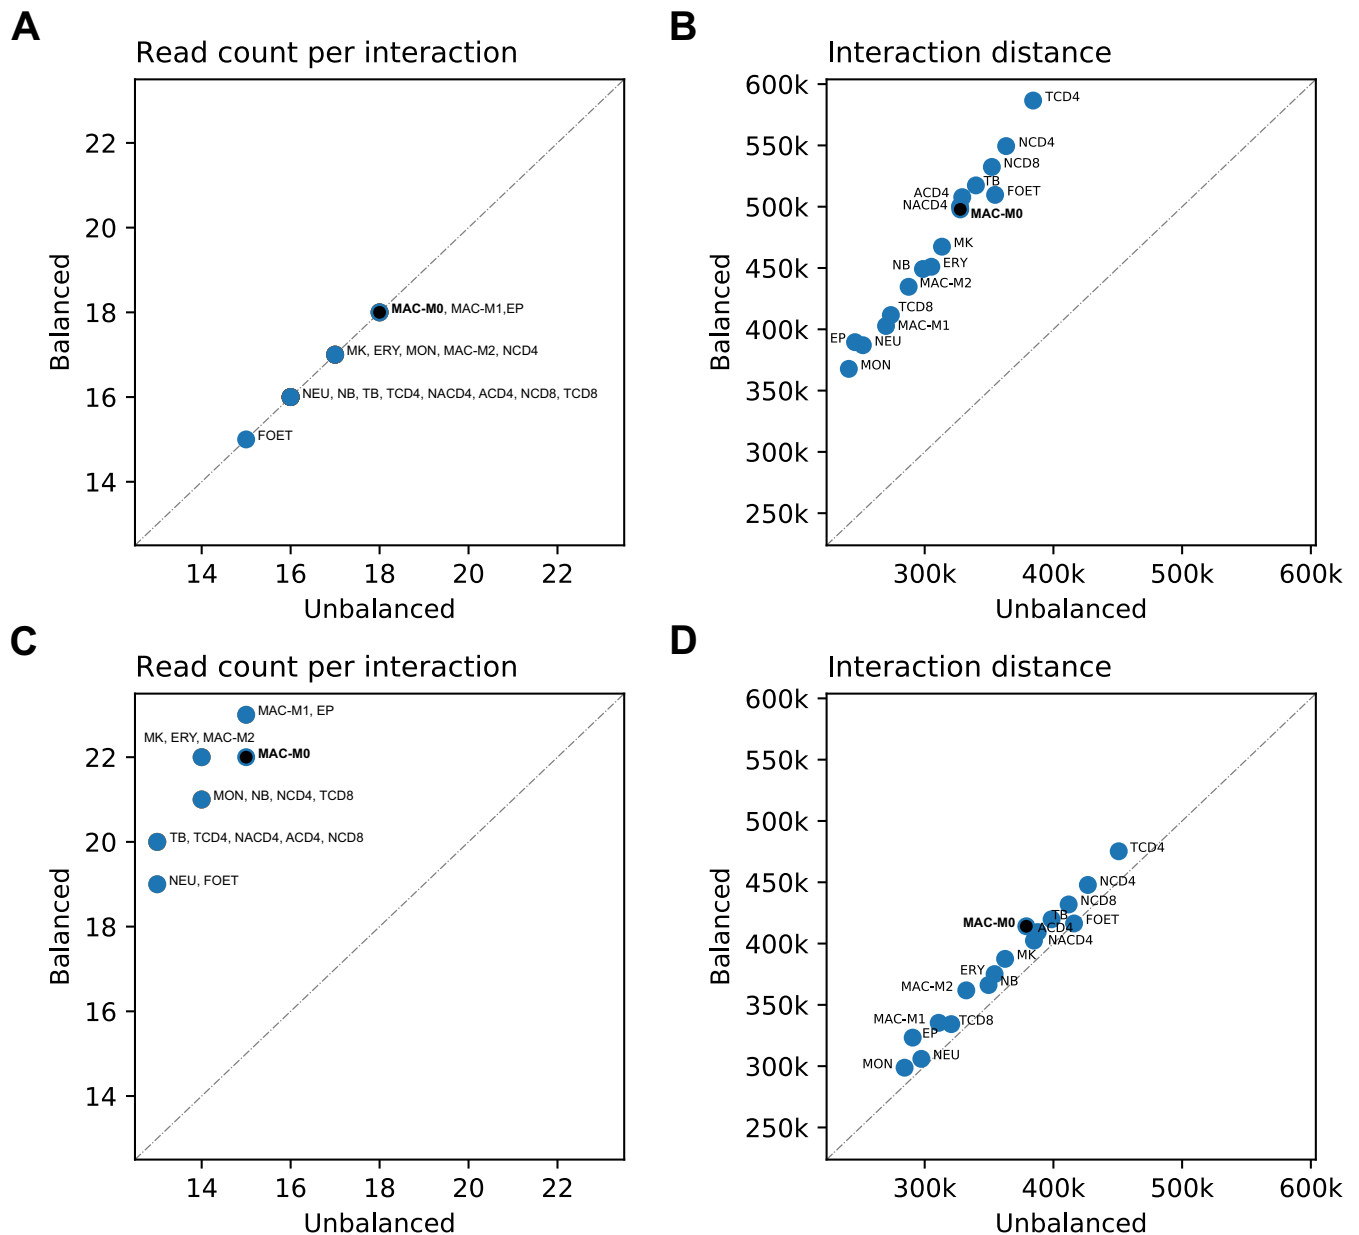 A
Read count per interaction
Balanced
22
20
18
16
14
MAC-M0, MAC-M1,EP
MK, ERY, MON, MAC-M2, NCD4
NEU, NB, TB, TCD4, NACD4, ACD4, NCD8, TCD8
FOET
14 16 18 20 22
Unbalanced
B
Interaction distance
Balanced
600k
550k
500k
450k
400k
350k
300k
250k
TCD4
NCD4
NCD8
TB
ACD4 FOET
NACD4
MAC-M0
MK
NB ERY
MAC-M2
TCD8
MAC-M1
EP NEU
MON
300k 400k 500k 600k
Unbalanced
C
Read count per interaction
Balanced
22
20
18
16
14
MAC-M1, EP
MK, ERY, MAC-M2
MAC-M0
MON, NB, NCD4, TCD8
TB, TCD4, NACD4, ACD4, NCD8
NEU, FOET
14 16 18 20 22
Unbalanced
D
Interaction distance
Balanced
600k
550k
500k
450k
400k
350k
300k
250k
TCD4
NCD4
NCD8
TB
MAC-M0 FOET
ACD4
NACD4
MK
ERY
NB
MAC-M2
MAC-M1 TCD8
EP
NEU
MON
300k 400k 500k 600k
Unbalanced